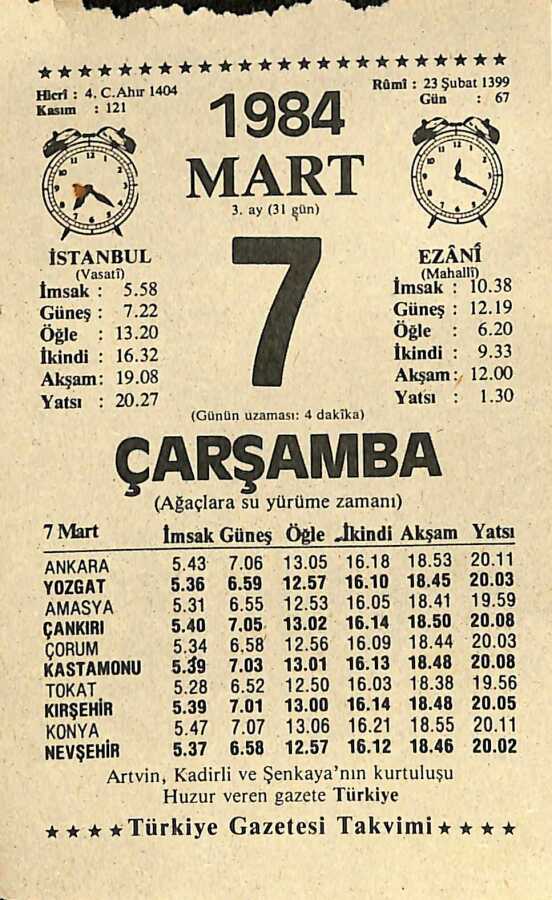 ★★★★★★★★★★★★★★★★★★★★★★★★★★★★★★★★
Hicrî : 4. C.Ahır 1404
Kasım : 121
1984
MART
3. ay (31 gün)
Rûmî : 23 Şubat 1399
Gün : 67
İSTANBUL
(Vasatî)
İmsak : 5.58
Güneş : 7.22
Öğle : 13.20
İkindi : 16.32
Akşam : 19.08
Yatsı : 20.27
7
(Günün uzaması: 4 dakîka)
EZÂNÎ
(Mahallî)
İmsak : 10.38
Güneş : 12.19
Öğle : 6.20
İkindi : 9.33
Akşam : 12.00
Yatsı : 1.30
ÇARŞAMBA
(Ağaçlara su yürüme zamanı)
7 Mart İmsak Güneş Öğle İkindi Akşam Yatsı
ANKARA 5.43 7.06 13.05 16.18 18.53 20.11
YOZGAT 5.36 6.59 12.57 16.10 18.45 20.03
AMASYA 5.31 6.55 12.53 16.05 18.41 19.59
ÇANKIRI 5.40 7.05 13.02 16.14 18.50 20.08
ÇORUM 5.34 6.58 12.56 16.09 18.44 20.03
KASTAMONU 5.39 7.03 13.01 16.13 18.48 20.08
TOKAT 5.28 6.52 12.50 16.03 18.38 19.56
KIRŞEHİR 5.39 7.01 13.00 16.14 18.48 20.05
KONYA 5.47 7.07 13.06 16.21 18.55 20.11
NEVŞEHİR 5.37 6.58 12.57 16.12 18.46 20.02
Artvin, Kadirli ve Şenkaya'nın kurtuluşu
Huzur veren gazete Türkiye
★★★★Türkiye Gazetesi Takvimi★★★★